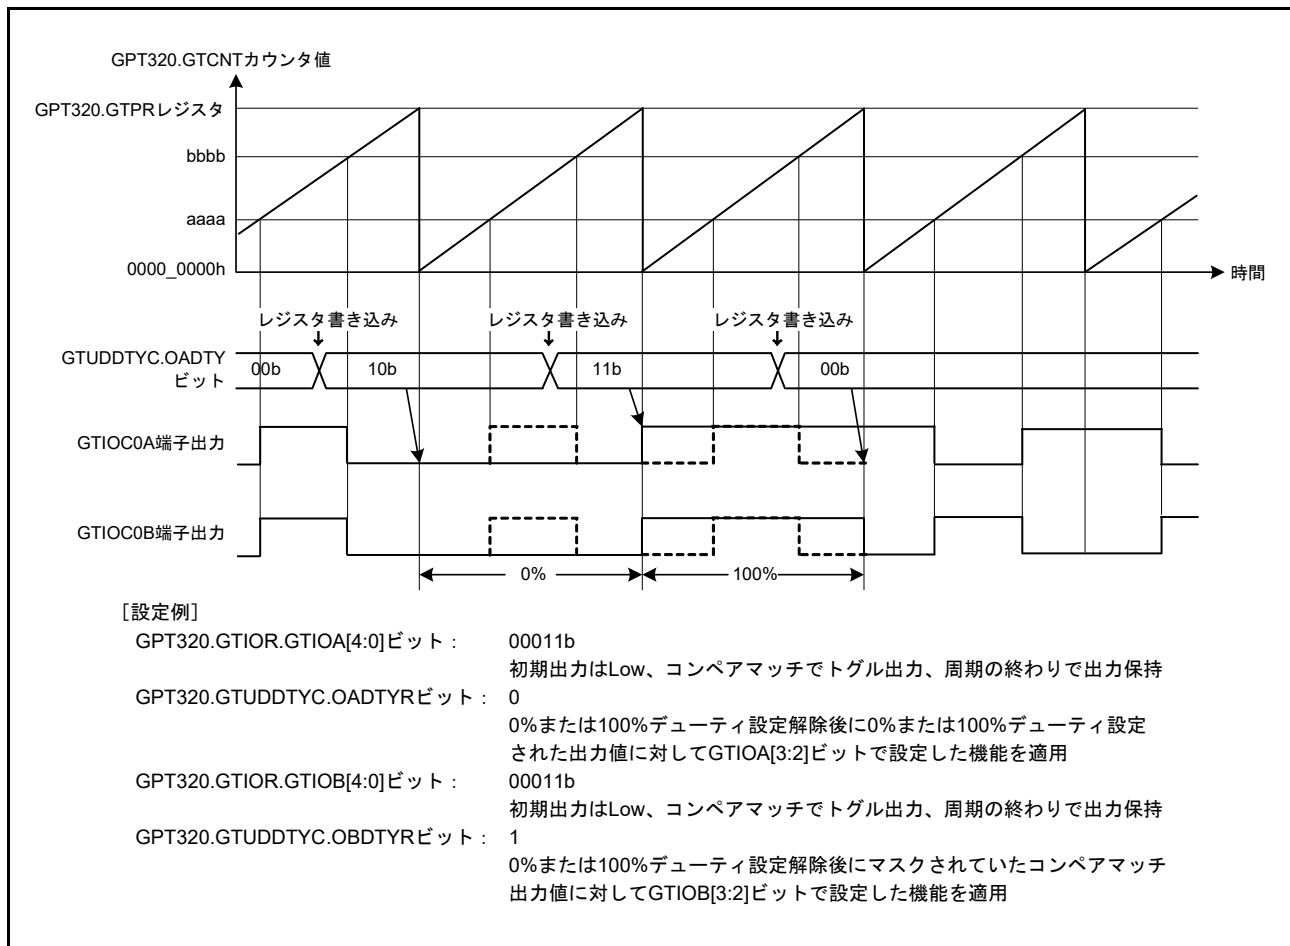 GPT320.GTCNTカウンタ値
GPT320.GTPRレジスタ
bbbb
aaaa
0000_0000h
時間
レジスタ書き込み レジスタ書き込み レジスタ書き込み
GTUDDTYC.OADTY
ビット
00b 10b 11b 00b
GTIOC0A端子出力
GTIOC0B端子出力
0% 100%
［設定例］
GPT320.GTIOR.GTIOA[4:0]ビット： 00011b
初期出力はLow、コンペアマッチでトグル出力、周期の終わりで出力保持
GPT320.GTUDDTYC.OADTYRビット： 0
0%または100%デューティ設定解除後に0%または100%デューティ設定
された出力値に対してGTIOA[3:2]ビットで設定した機能を適用
GPT320.GTIOR.GTIOB[4:0]ビット： 00011b
初期出力はLow、コンペアマッチでトグル出力、周期の終わりで出力保持
GPT320.GTUDDTYC.OBDTYRビット： 1
0%または100%デューティ設定解除後にマスクされていたコンペアマッチ
出力値に対してGTIOB[3:2]ビットで設定した機能を適用